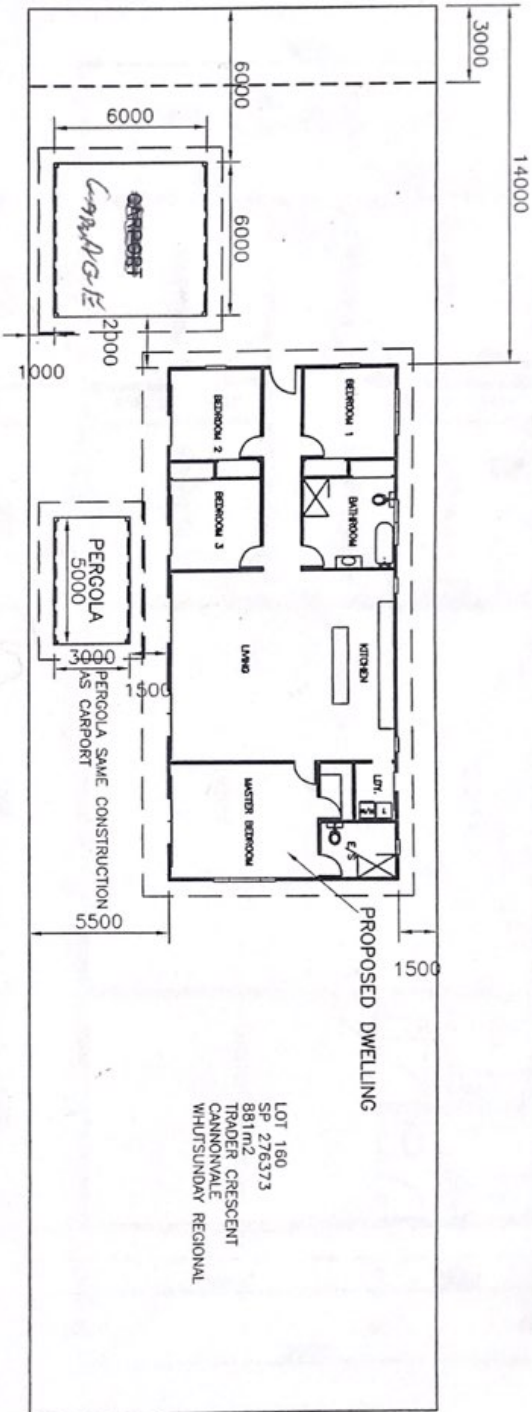 14000
3000
6000
6000
6000
CARPORT
GARAGE
2000
1000
BEDROOM 1
BEDROOM 2
BATHROOM
BEDROOM 3
KITCHEN
LIVING
LDY.
E/S
MASTER BEDROOM
PERGOLA
5000
3000
1500
PERGOLA SAME CONSTRUCTION
AS CARPORT
5500
1500
PROPOSED DWELLING
LOT 160
SP 276373
881m2
TRADER CRESCENT
CANNONVALE
WHUTSUNDAY REGIONAL